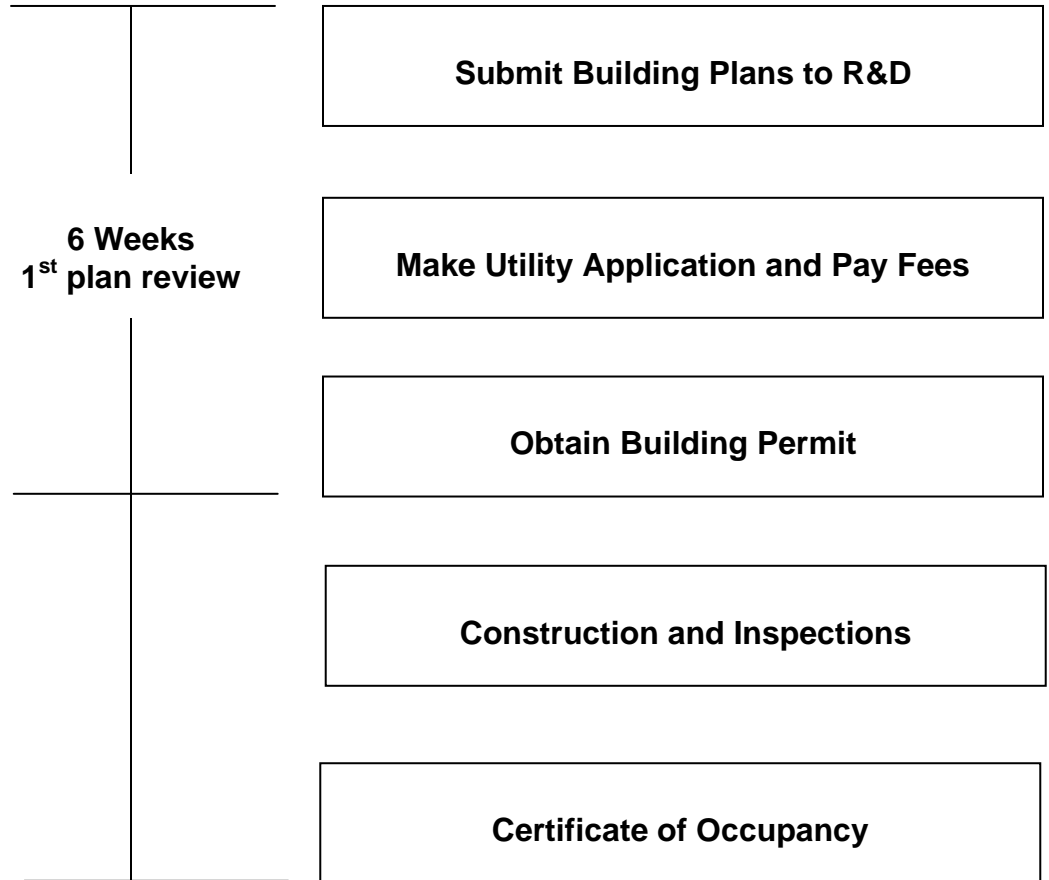 Submit Building Plans to R&D
6 Weeks
1st plan review
Make Utility Application and Pay Fees
Obtain Building Permit
Construction and Inspections
Certificate of Occupancy